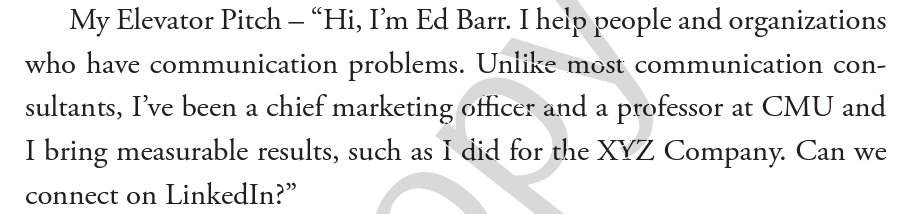 My Elevator Pitch – “Hi, I’m Ed Barr. I help people and organizations
who have communication problems. Unlike most communication con-
sultants, I’ve been a chief marketing officer and a professor at CMU and
I bring measurable results, such as I did for the XYZ Company. Can we
connect on LinkedIn?”